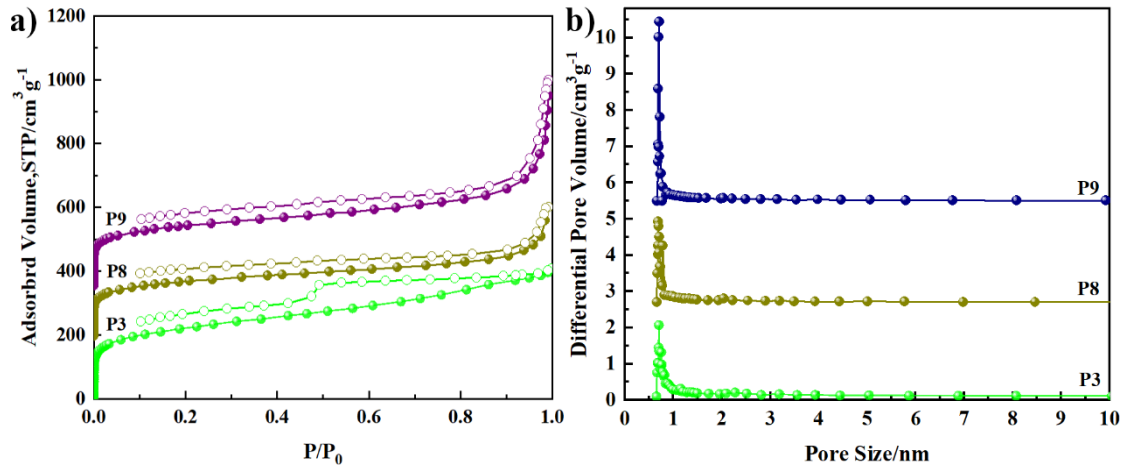 a)
Adsorbrd Volume,STP/cm³g⁻¹
1200
1000
800
600
400
200
0
P9
P8
P3
0.0 0.2 0.4 0.6 0.8 1.0
P/P₀
b)
Differential Pore Volume/cm³g⁻¹
10
9
8
7
6
5
4
3
2
1
0
P9
P8
P3
0 1 2 3 4 5 6 7 8 9 10
Pore Size/nm